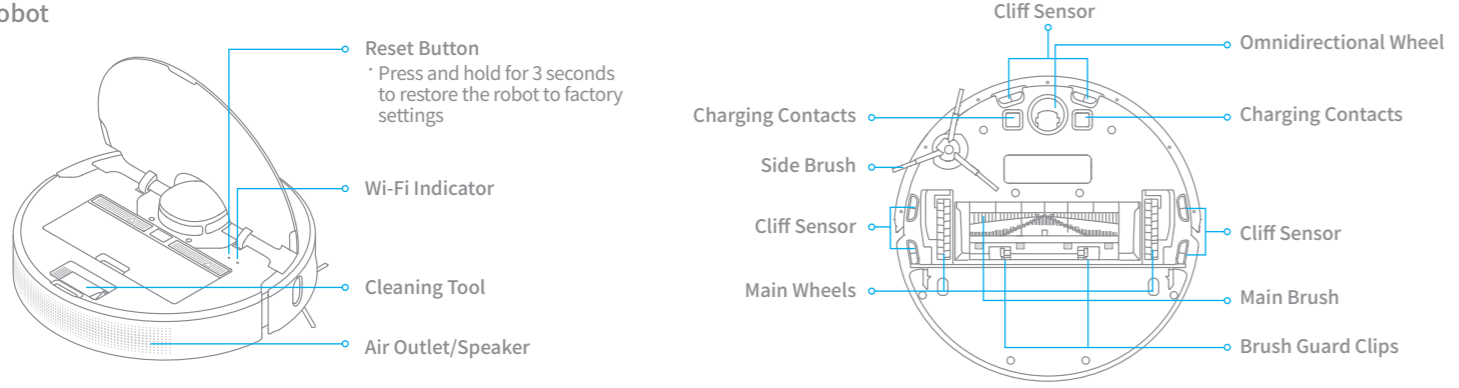 obot
Reset Button
· Press and hold for 3 seconds
to restore the robot to factory
settings
Wi-Fi Indicator
Cleaning Tool
Air Outlet/Speaker
Cliff Sensor
Omnidirectional Wheel
Charging Contacts
Charging Contacts
Side Brush
Cliff Sensor
Cliff Sensor
Main Wheels
Main Brush
Brush Guard Clips